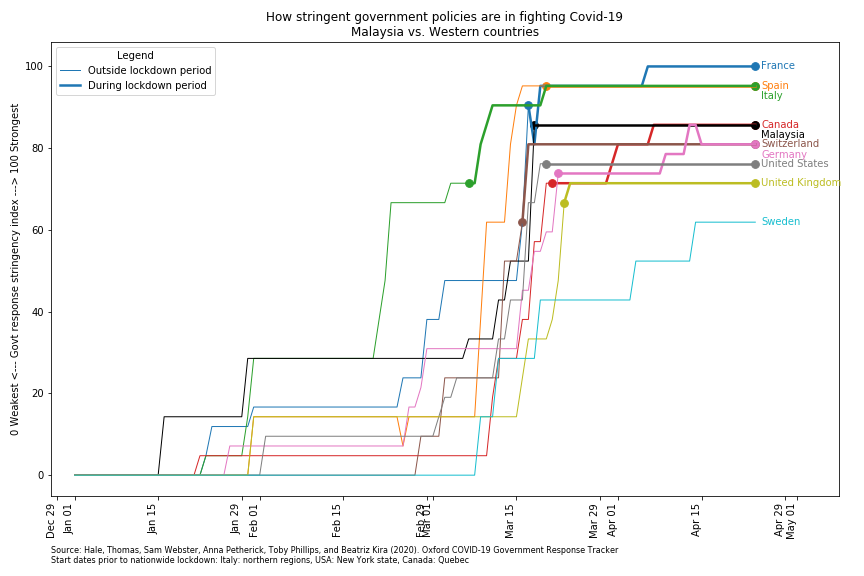 How stringent government policies are in fighting Covid-19
Malaysia vs. Western countries
0 Weakest <--- Govt response stringency index ---> 100 Strongest
Legend
Outside lockdown period
During lockdown period
100
80
60
40
20
0
France
Spain
Italy
Canada
Malaysia
Switzerland
Germany
United States
United Kingdom
Sweden
Dec 29
Jan 01
Jan 15
Jan 29
Feb 01
Feb 15
Feb 29
Mar 01
Mar 15
Mar 29
Apr 01
Apr 15
Apr 29
May 01
Source: Hale, Thomas, Sam Webster, Anna Petherick, Toby Phillips, and Beatriz Kira (2020). Oxford COVID-19 Government Response Tracker
Start dates prior to nationwide lockdown: Italy: northern regions, USA: New York state, Canada: Quebec